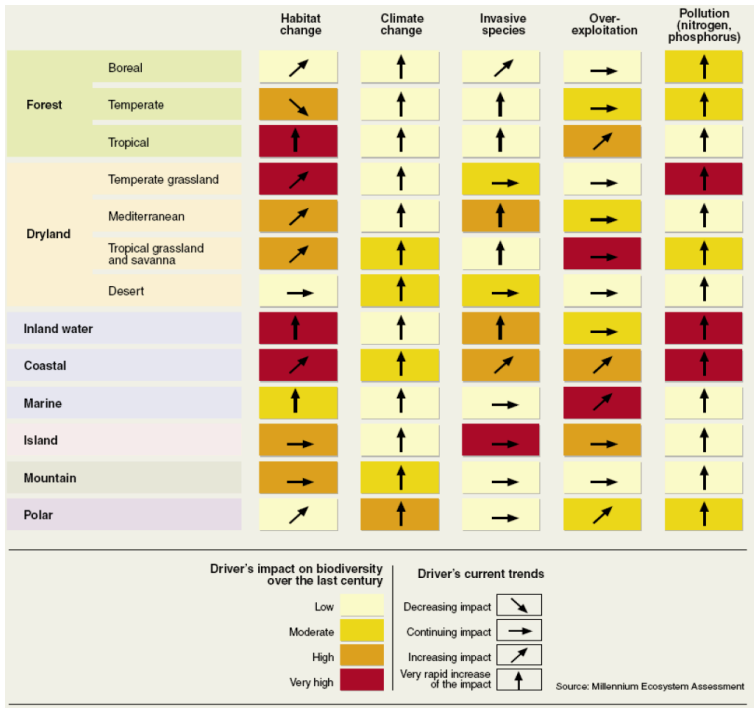 Habitat
change
Climate
change
Invasive
species
Over-
exploitation
Pollution
(nitrogen,
phosphorus)
Forest
Boreal
Temperate
Tropical
Dryland
Temperate grassland
Mediterranean
Tropical grassland
and savanna
Desert
Inland water
Coastal
Marine
Island
Mountain
Polar
Driver's impact on biodiversity
over the last century
Low
Moderate
High
Very high
Driver's current trends
Decreasing impact
Continuing impact
Increasing impact
Very rapid increase
of the impact
Source: Millennium Ecosystem Assessment